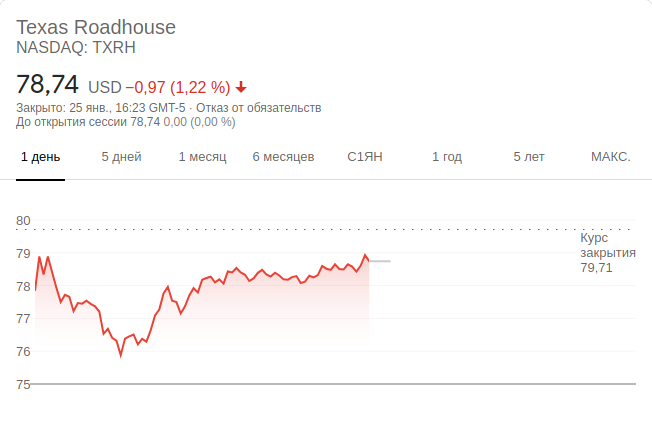 Texas Roadhouse
NASDAQ: TXRH
78,74 USD −0,97 (1,22 %)
Закрыто: 25 янв., 16:23 GMT-5 · Отказ от обязательств
До открытия сессии 78,74 0,00 (0,00 %)
1 день 5 дней 1 месяц 6 месяцев С1ЯН 1 год 5 лет МАКС.
80
Курс
закрытия
79,71
79
78
77
76
75